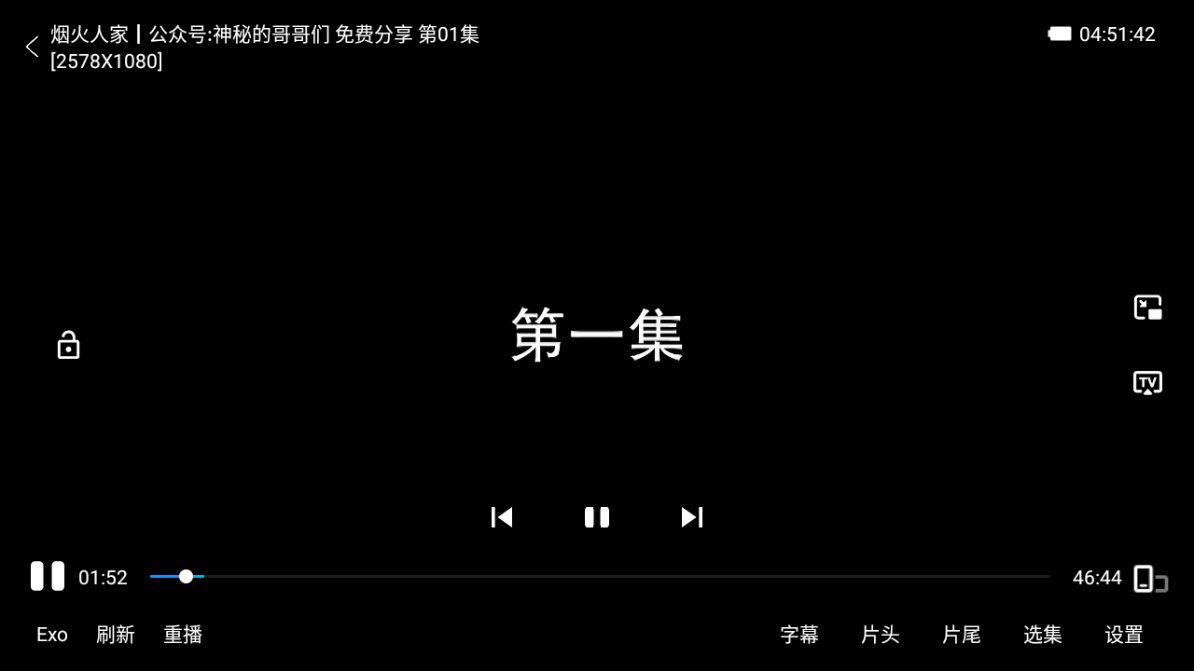 烟火人家┃公众号:神秘的哥哥们 免费分享 第01集
[2578X1080]
04:51:42
第一集
TV
01:52
46:44
Exo 刷新 重播 字幕 片头 片尾 选集 设置